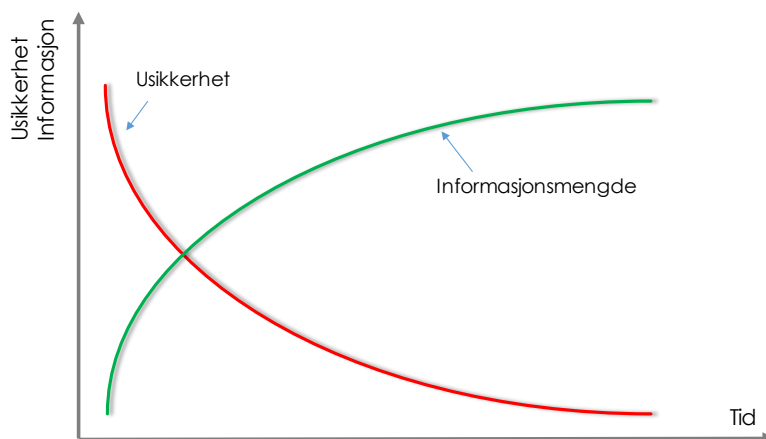 Usikkerhet
Informasjon
Usikkerhet
Informasjonsmengde
Tid